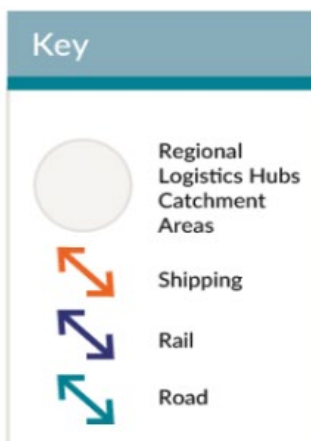 Key
Regional
Logistics Hubs
Catchment
Areas
Shipping
Rail
Road